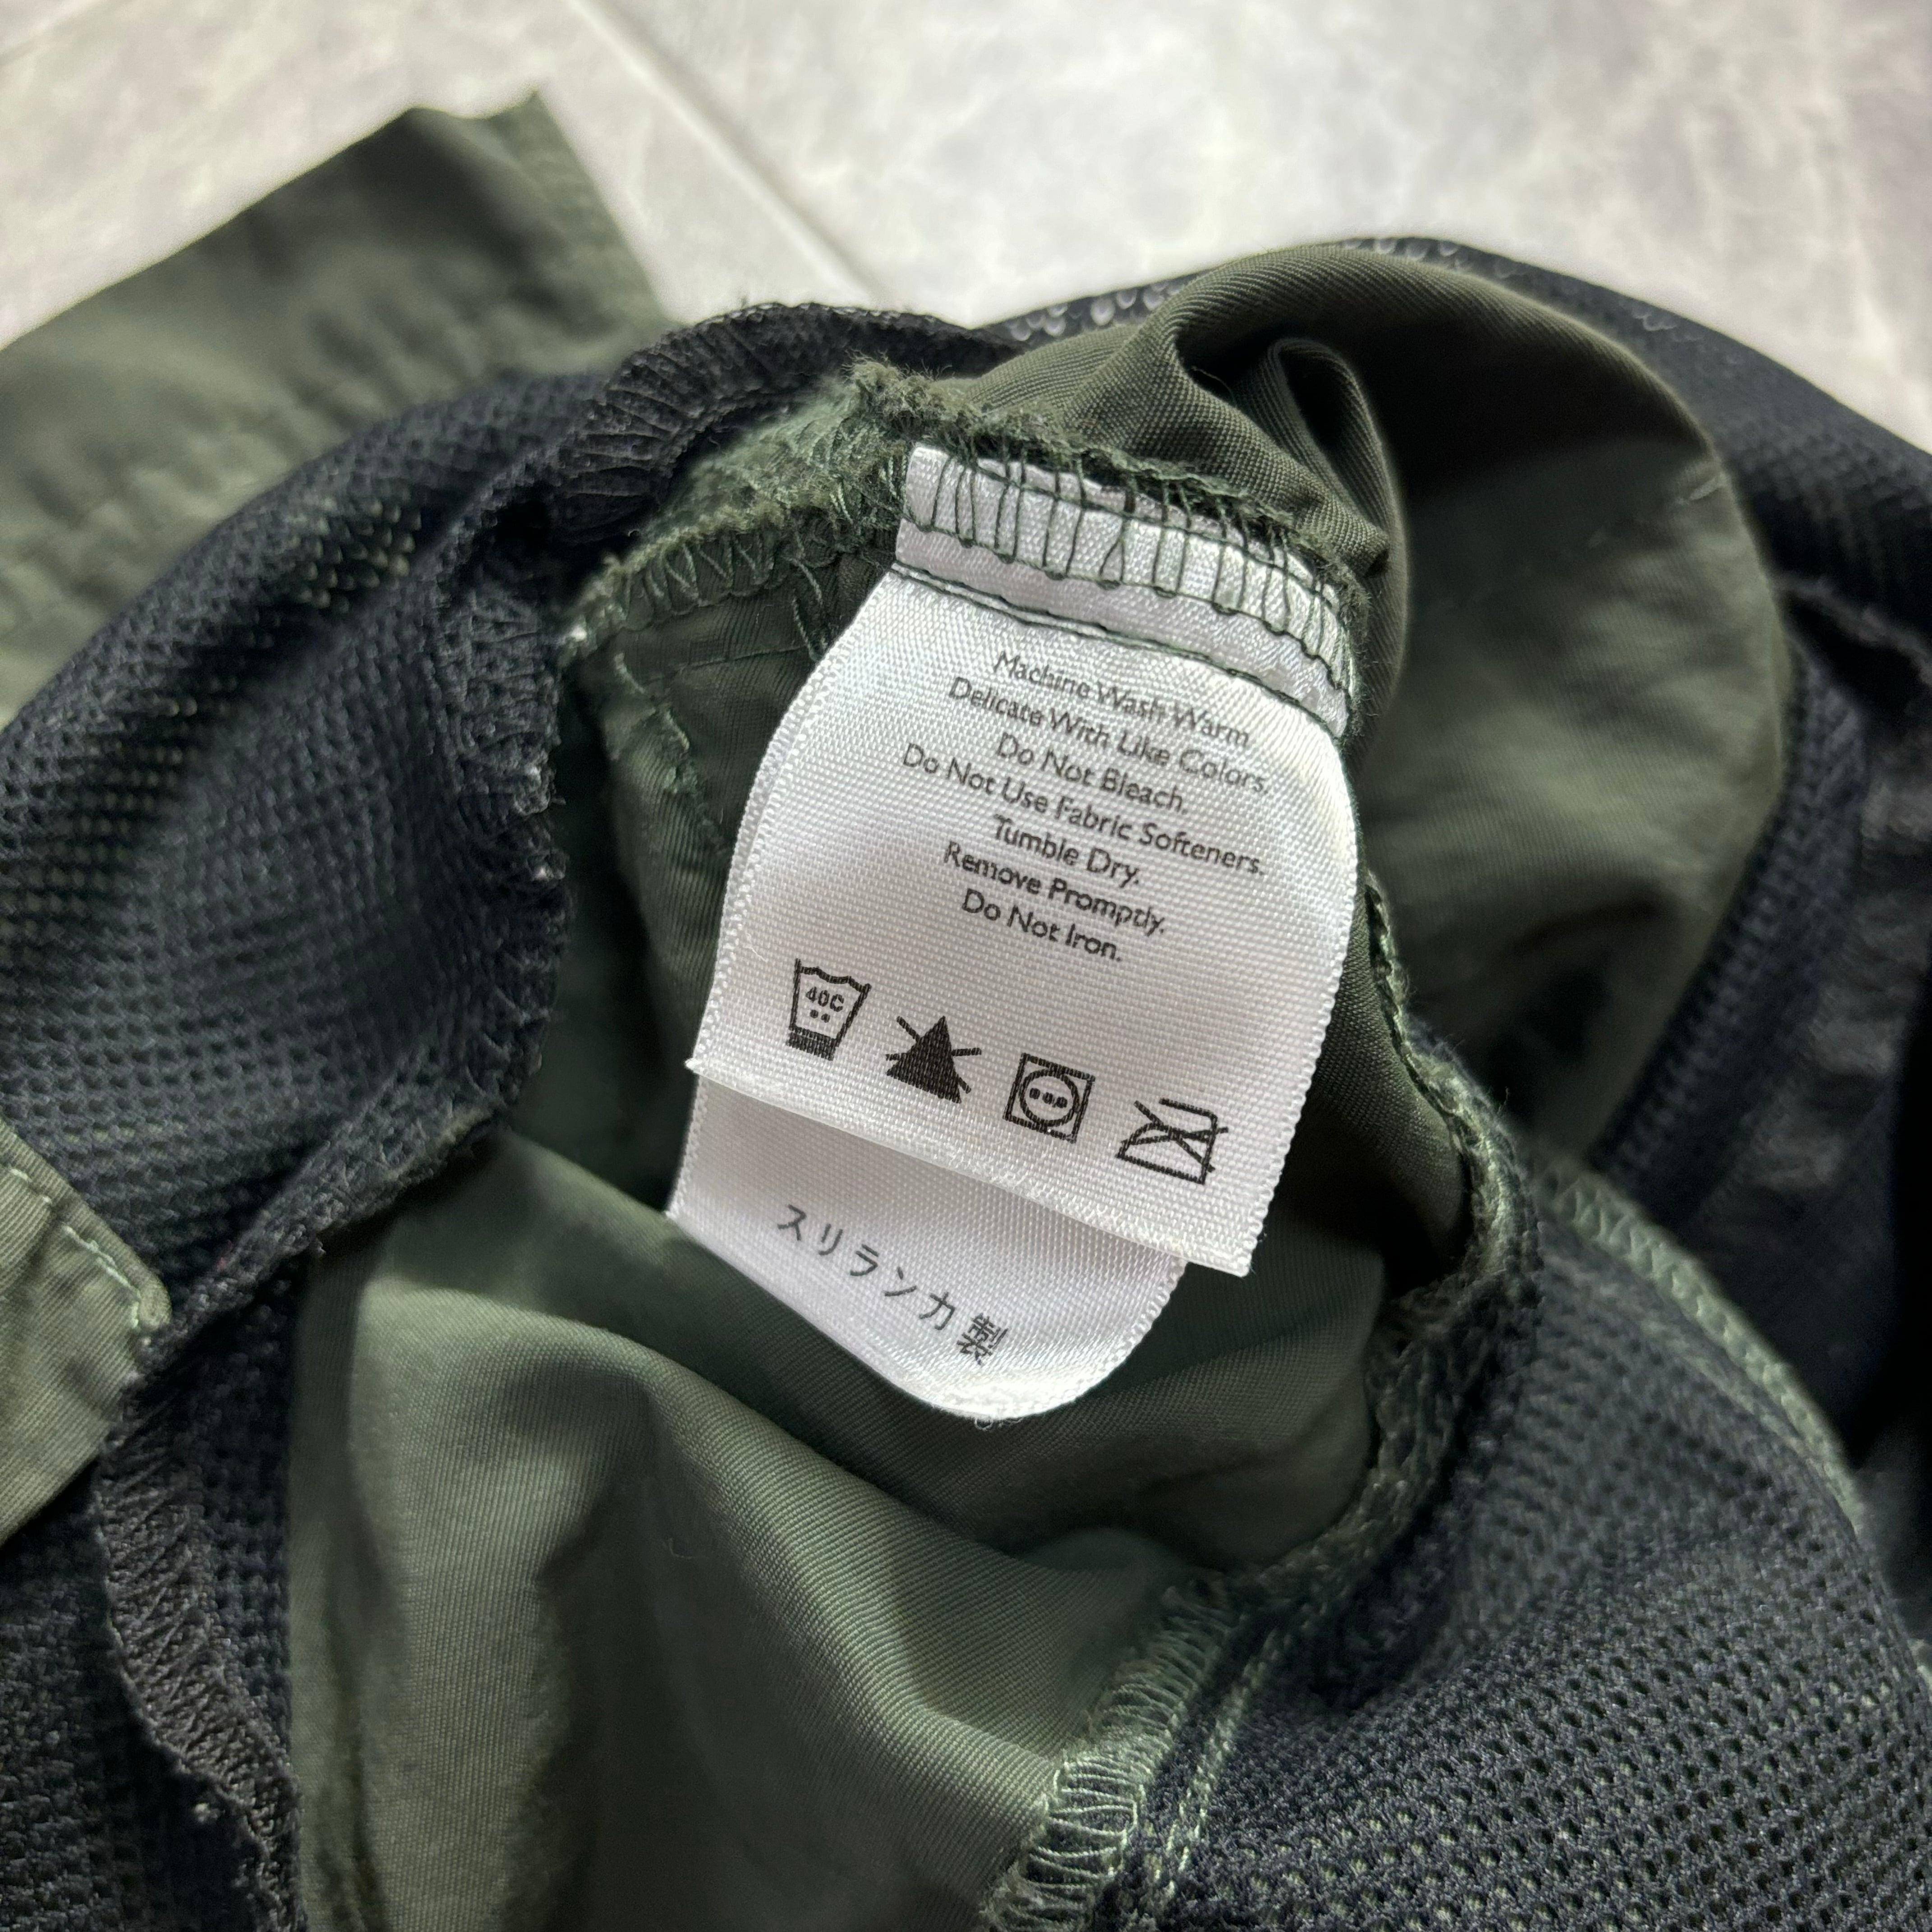 Machine Wash Warm
Delicate With Like Colors.
Do Not Bleach.
Do Not Use Fabric Softeners.
Tumble Dry.
Remove Promptly.
Do Not Iron.
40C
スリランカ製